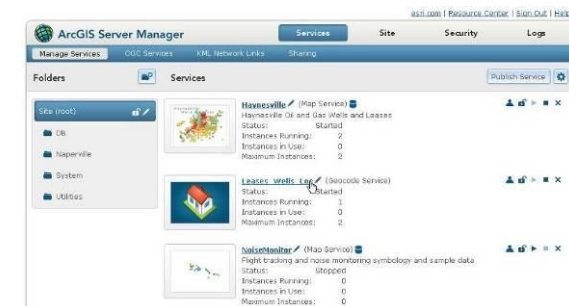 esri.com | Resource Center | Sign Out | Help
ArcGIS Server Manager
Services Site Security Logs
Manage Services OGC Services KML Network Links Sharing
Folders
Services
Publish Service
Site (root)
DB
Naperville
System
Utilities
Haynesville (Map Service)
Haynesville Oil and Gas Wells and Leases
Status: Started
Instances Running: 2
Instances in Use: 0
Maximum Instances: 2
Leases_Wells_Loc (Geocode Service)
Status: Started
Instances Running: 1
Instances in Use: 0
Maximum Instances: 2
NoiseMonitor (Map Service)
Flight tracking and noise monitoring symbology and sample data
Status: Stopped
Instances Running: 0
Instances in Use: 0
Maximum Instances: 0